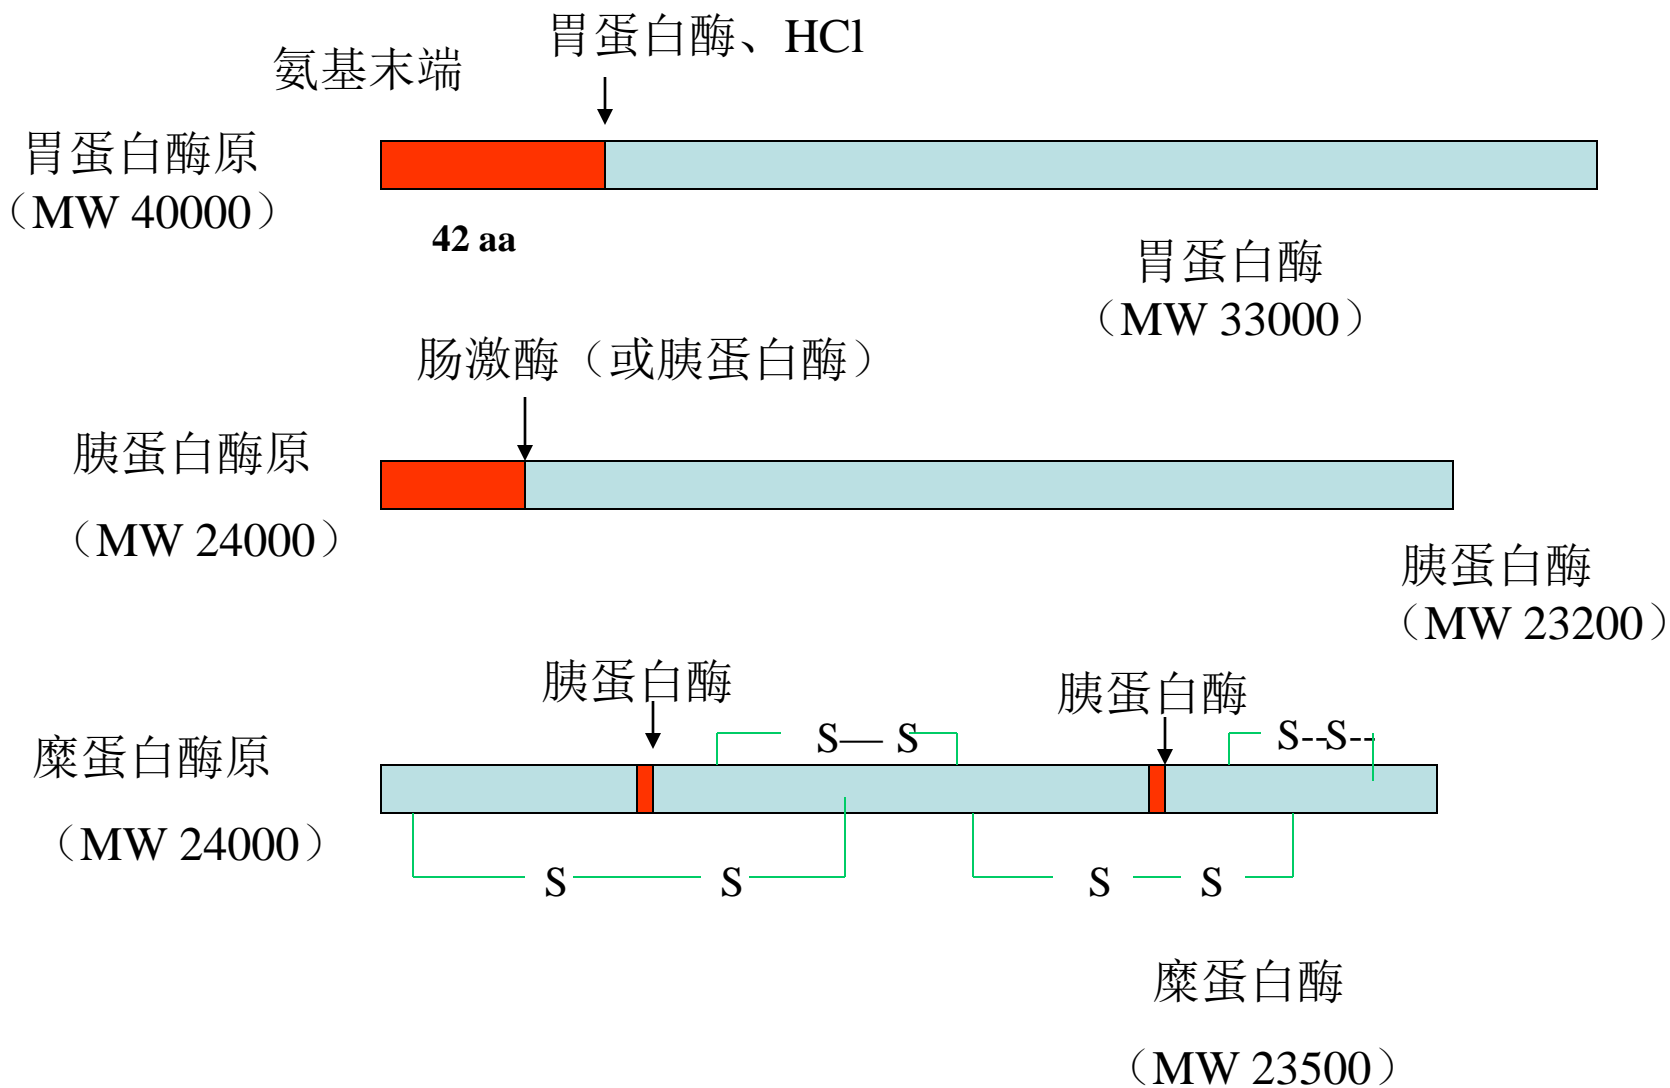 胃蛋白酶、HCl
氨基末端
胃蛋白酶原
（MW 40000）
42 aa
胃蛋白酶
（MW 33000）
肠激酶（或胰蛋白酶）
胰蛋白酶原
（MW 24000）
胰蛋白酶
（MW 23200）
胰蛋白酶
胰蛋白酶
S— S
S--S--
糜蛋白酶原
（MW 24000）
S S
S S
糜蛋白酶
（MW 23500）